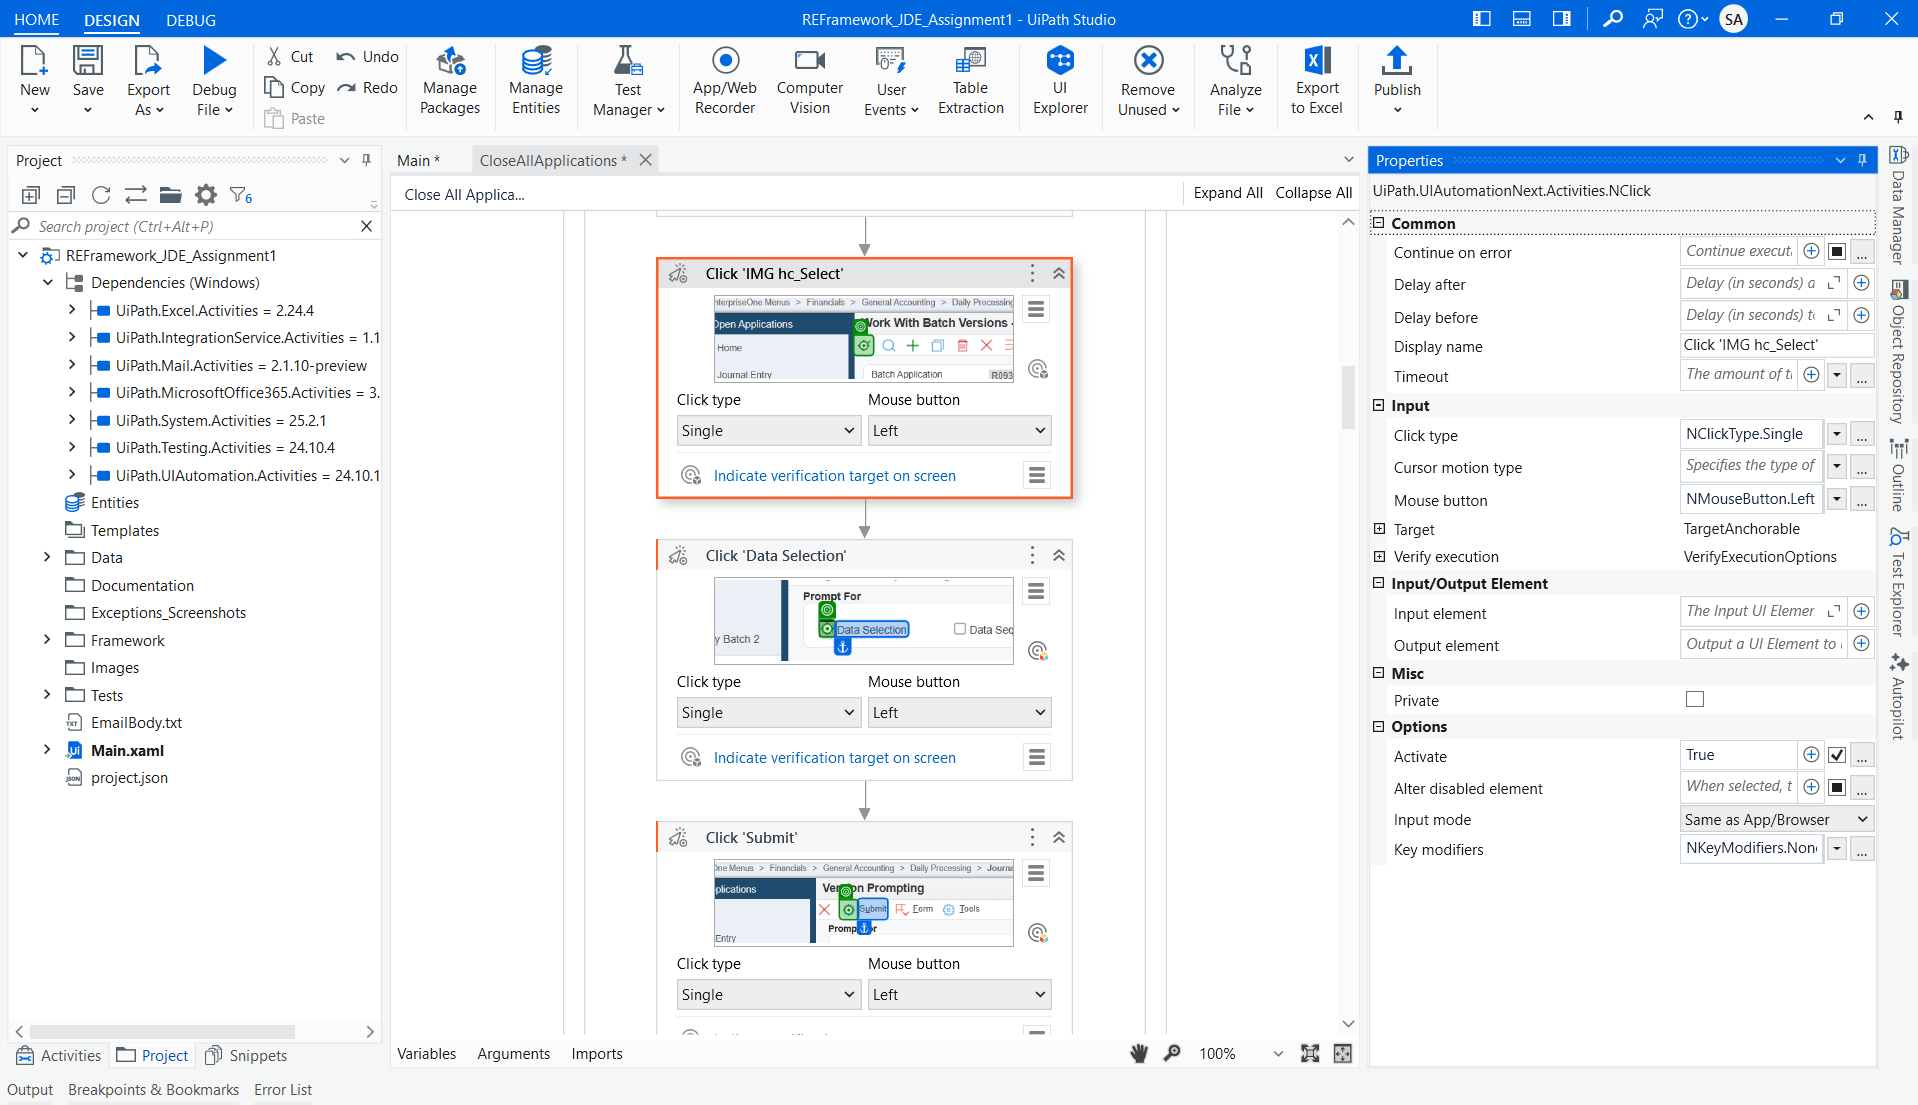 HOME DESIGN DEBUG
REFramework_JDE_Assignment1 - UiPath Studio
SA
New
Save
Export As
Debug File
Cut
Copy
Paste
Undo
Redo
Manage Packages
Manage Entities
Test Manager
App/Web Recorder
Computer Vision
User Events
Table Extraction
UI Explorer
Remove Unused
Analyze File
Export to Excel
Publish
Project
6
Search project (Ctrl+Alt+P)
REFramework_JDE_Assignment1
Dependencies (Windows)
UiPath.Excel.Activities = 2.24.4
UiPath.IntegrationService.Activities = 1.1
UiPath.Mail.Activities = 2.1.10-preview
UiPath.MicrosoftOffice365.Activities = 3.
UiPath.System.Activities = 25.2.1
UiPath.Testing.Activities = 24.10.4
UiPath.UIAutomation.Activities = 24.10.1
Entities
Templates
Data
Documentation
Exceptions_Screenshots
Framework
Images
Tests
EmailBody.txt
Main.xaml
project.json
Activities Project Snippets
Output Breakpoints & Bookmarks Error List
Main *
CloseAllApplications *
Close All Applica...
Expand All Collapse All
Click 'IMG hc_Select'
nterpriseOne Menus > Financials > General Accounting > Daily Processing
Open Applications
Work With Batch Versions -
Home
Journal Entry
Batch Application R093
Click type Mouse button
Single Left
Indicate verification target on screen
Click 'Data Selection'
Prompt For
Data Selection Data Seq
y Batch 2
Click type Mouse button
Single Left
Indicate verification target on screen
Click 'Submit'
One Menus > Financials > General Accounting > Daily Processing > Journa
plications
Submit Form Tools
Entry
Click type Mouse button
Single Left
Variables Arguments Imports
100%
Properties
UiPath.UIAutomationNext.Activities.NClick
Common
Continue on error Continue execut ...
Delay after Delay (in seconds) a
Delay before Delay (in seconds) t
Display name Click 'IMG hc_Select'
Timeout The amount of t ...
Input
Click type NClickType.Single ...
Cursor motion type Specifies the type of ...
Mouse button NMouseButton.Left ...
Target TargetAnchorable
Verify execution VerifyExecutionOptions
Input/Output Element
Input element The Input UI Elemer
Output element Output a UI Element to
Misc
Private
Options
Activate True ...
Alter disabled element When selected, t ...
Input mode Same as App/Browser
Key modifiers NKeyModifiers.Non ...
Data Manager
Object Repository
Outline
Test Explorer
Autopilot